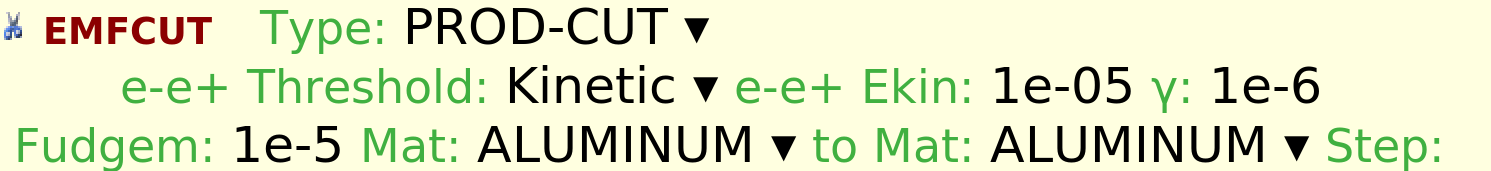 EMFCUT Type: PROD-CUT ▼
e-e+ Threshold: Kinetic ▼ e-e+ Ekin: 1e-05 γ: 1e-6
Fudgem: 1e-5 Mat: ALUMINUM ▼ to Mat: ALUMINUM ▼ Step: